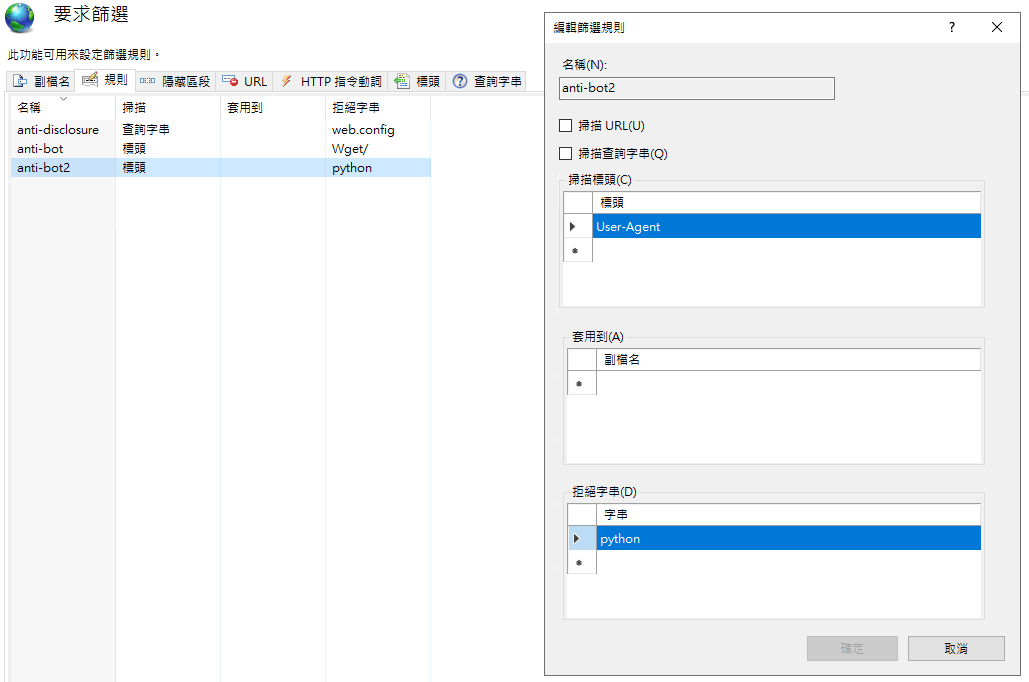 要求篩選
此功能可用來設定篩選規則。
副檔名 規則 隱藏區段 URL HTTP 指令動詞 標頭 查詢字串
名稱 掃描 套用到 拒絕字串
anti-disclosure 查詢字串 web.config
anti-bot 標頭 Wget/
anti-bot2 標頭 python
編輯篩選規則
名稱(N):
anti-bot2
掃描 URL(U)
掃描查詢字串(Q)
掃描標頭(C)
標頭
User-Agent
套用到(A)
副檔名
拒絕字串(D)
字串
python
確定 取消